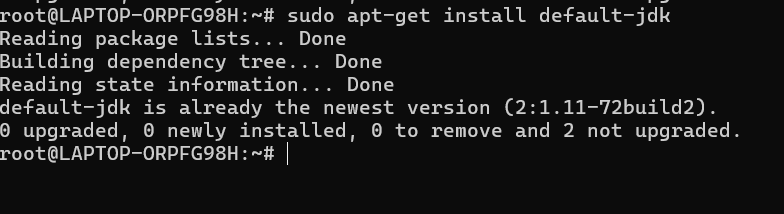 root@LAPTOP-ORPFG98H:~# sudo apt-get install default-jdk
Reading package lists... Done
Building dependency tree... Done
Reading state information... Done
default-jdk is already the newest version (2:1.11-72build2).
0 upgraded, 0 newly installed, 0 to remove and 2 not upgraded.
root@LAPTOP-ORPFG98H:~#